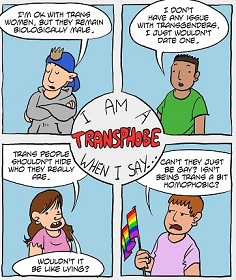 I'M OK WITH TRANS
WOMEN, BUT THEY REMAIN
BIOLOGICALLY MALE.
I DON'T
HAVE ANY ISSUE
WITH TRANSGENDERS,
I JUST WOULDN'T
DATE ONE.
I AM A
TRANSPHOBE
WHEN I SAY...
TRANS PEOPLE
SHOULDN'T HIDE
WHO THEY REALLY
ARE.
WOULDN'T IT
BE LIKE LYING?
CAN'T THEY JUST
BE GAY? ISN'T
BEING TRANS A BIT
HOMOPHOBIC?